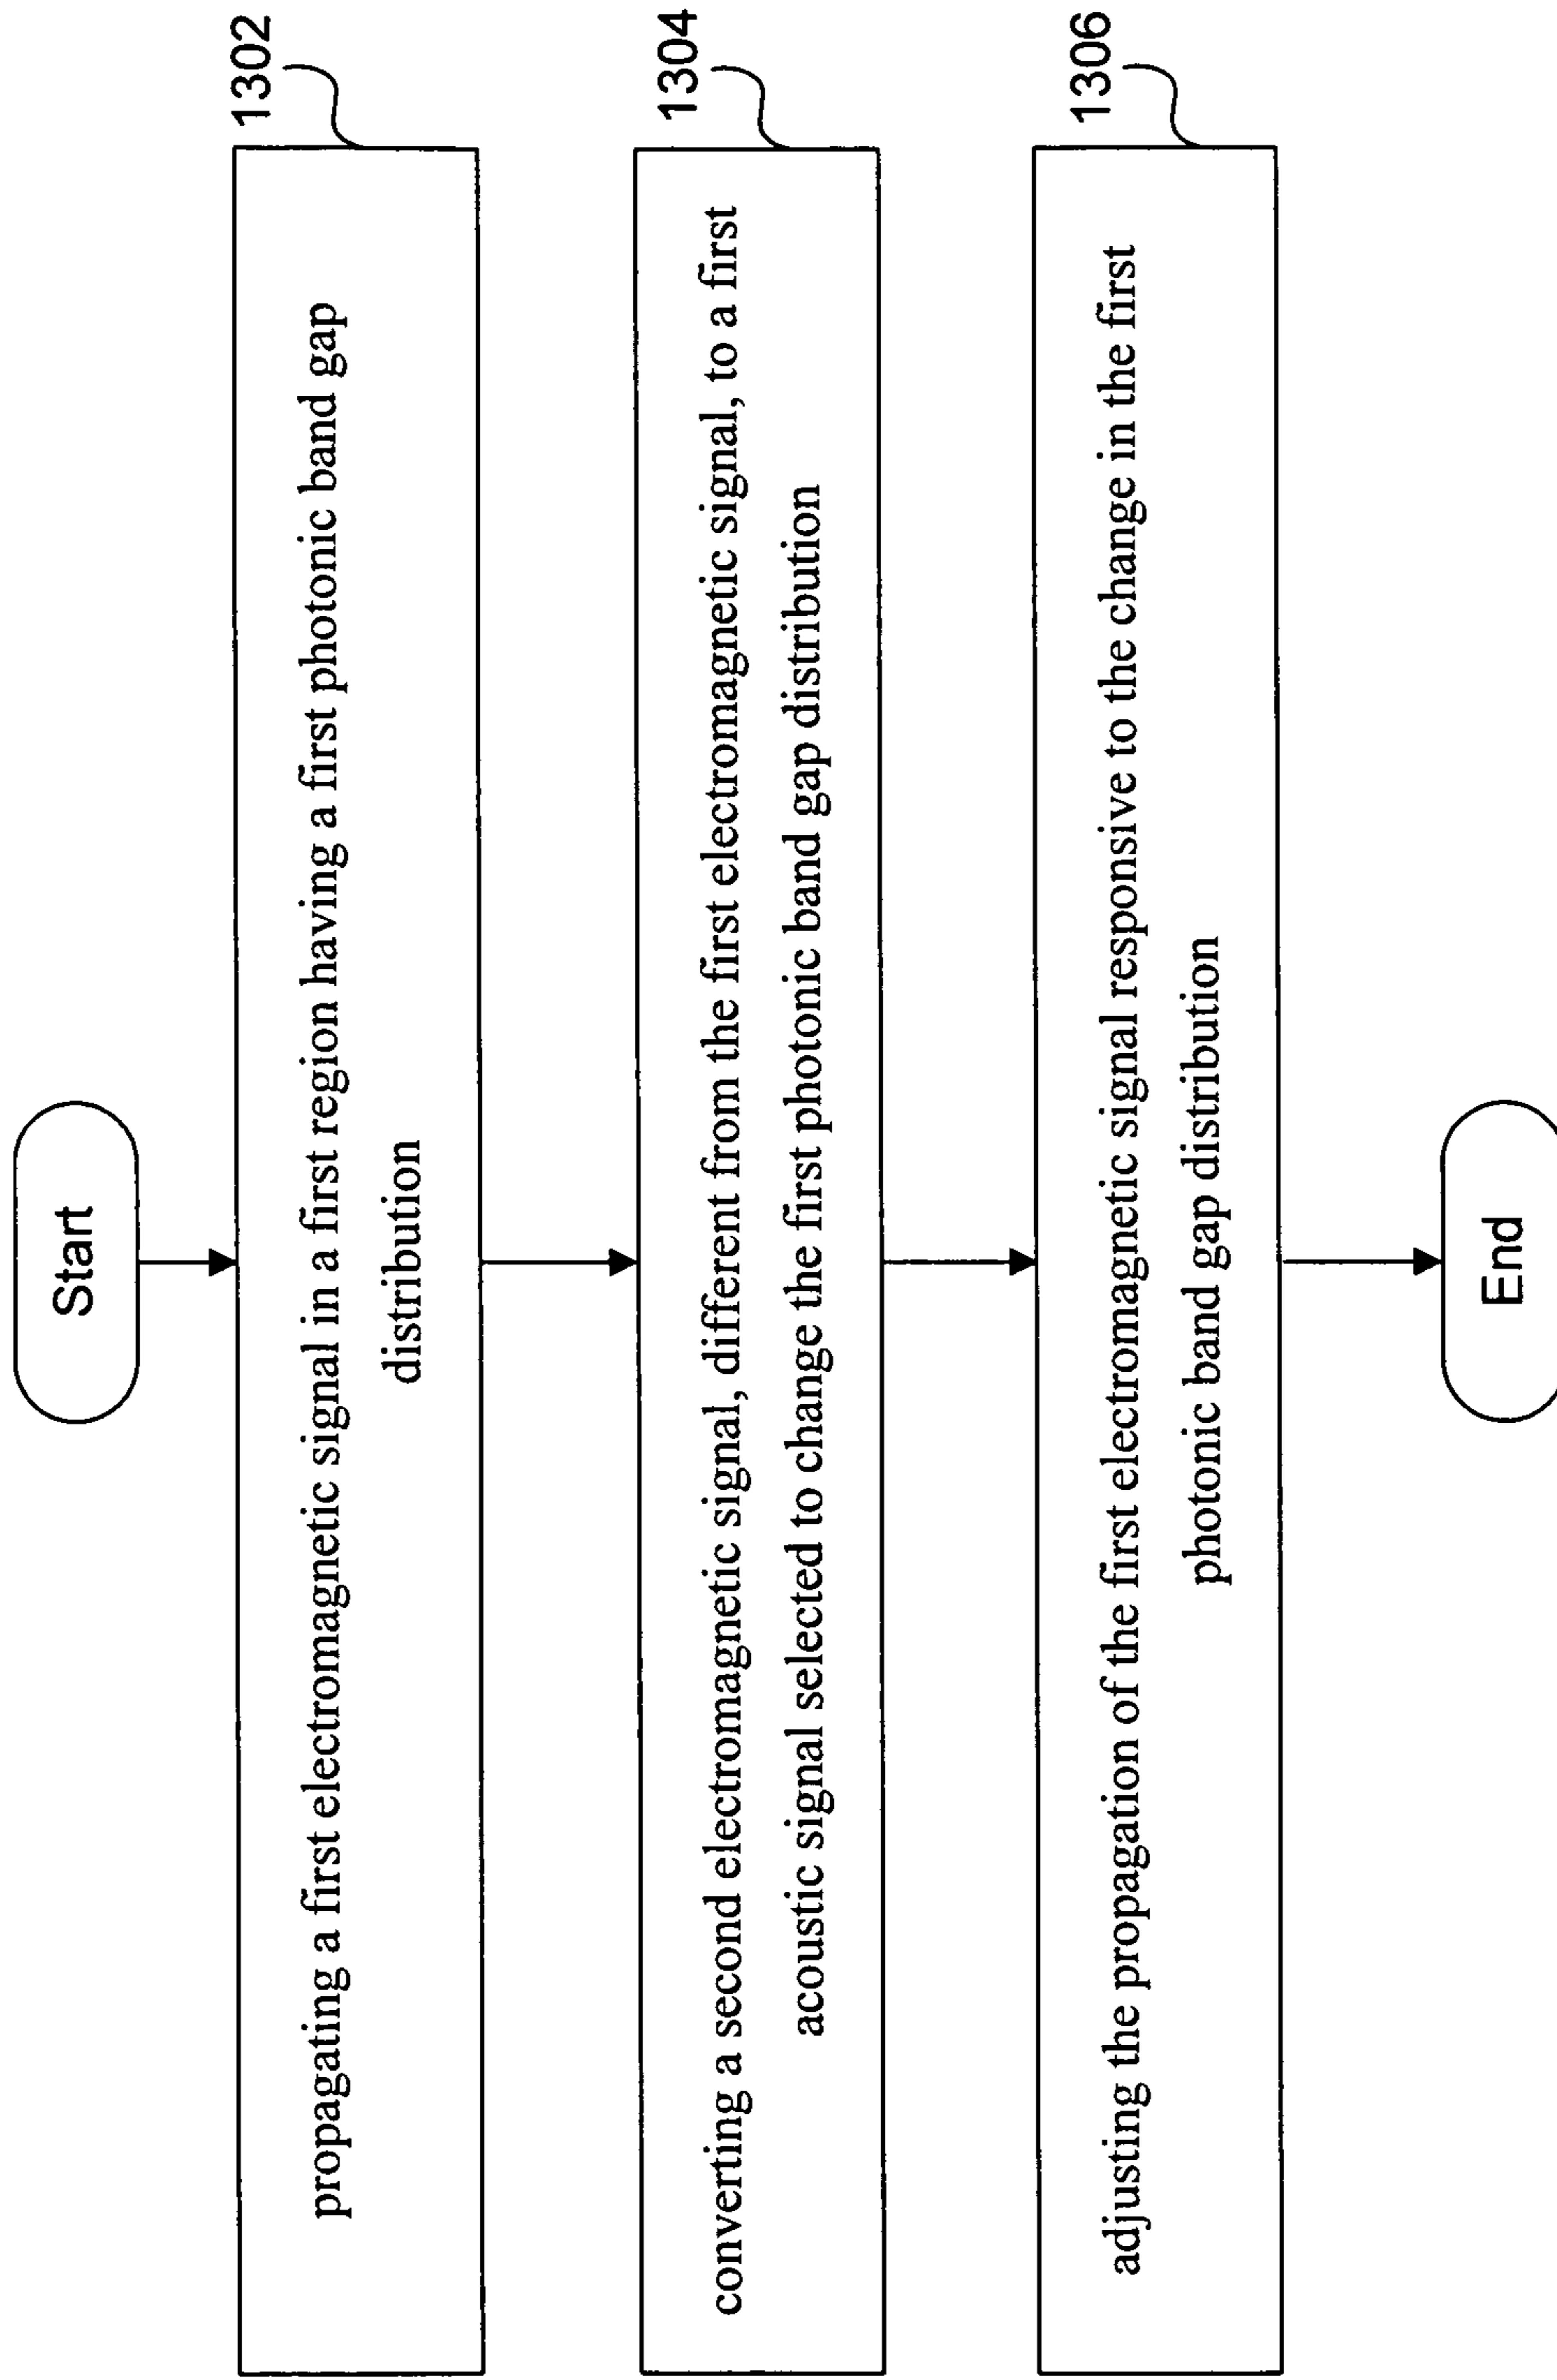 Start
1302
propagating a first electromagnetic signal in a first region having a first photonic band gap
distribution
1304
converting a second electromagnetic signal, different from the first electromagnetic signal, to a first
acoustic signal selected to change the first photonic band gap distribution
1306
adjusting the propagation of the first electromagnetic signal responsive to the change in the first
photonic band gap distribution
End